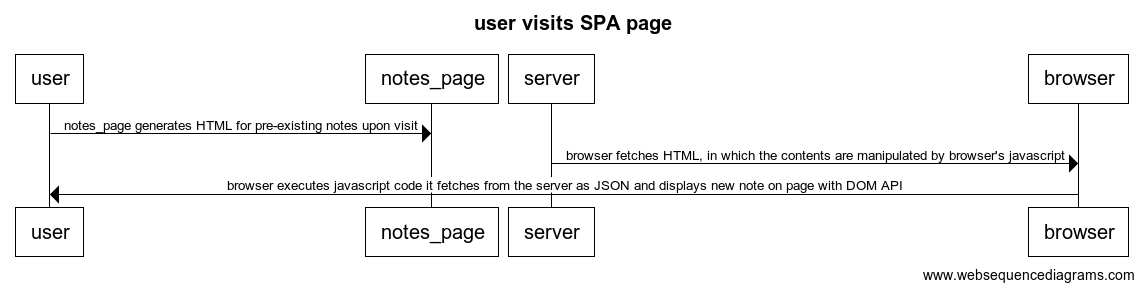 user visits SPA page
user
notes_page
server
browser
notes_page generates HTML for pre-existing notes upon visit
browser fetches HTML, in which the contents are manipulated by browser's javascript
browser executes javascript code it fetches from the server as JSON and displays new note on page with DOM API
user
notes_page
server
browser
www.websequencediagrams.com